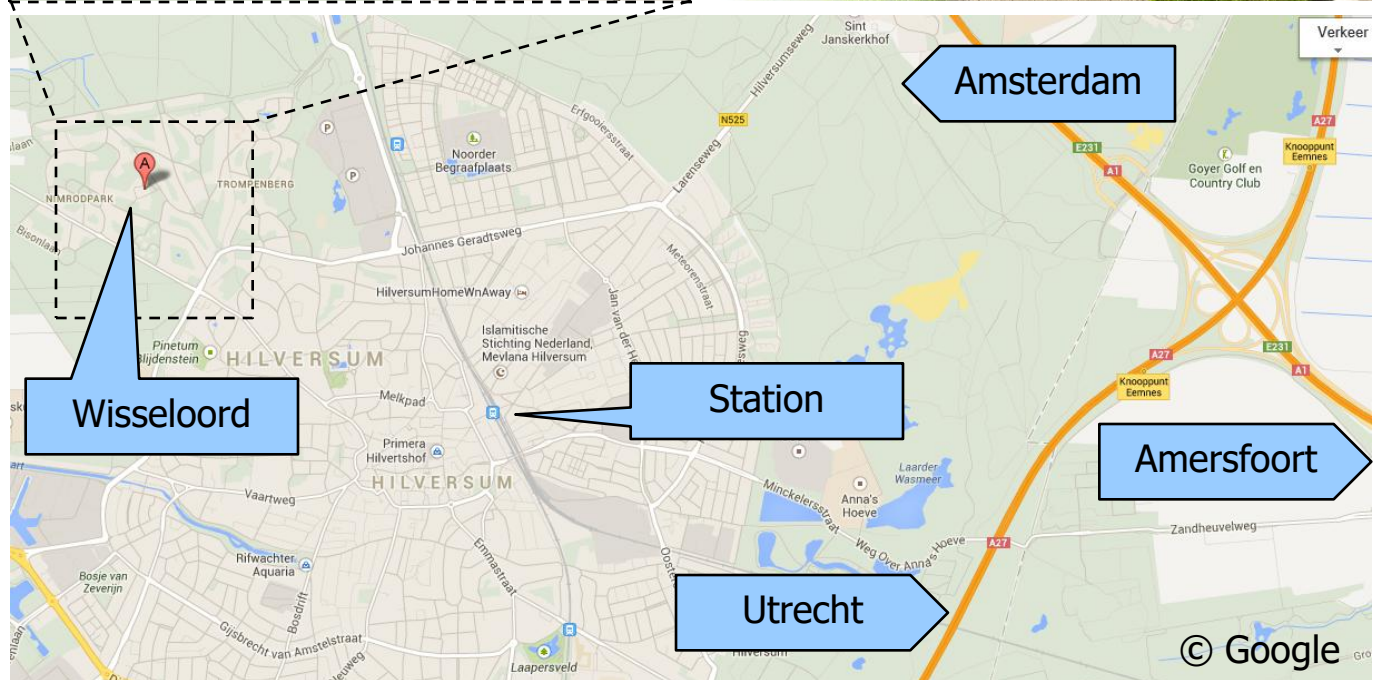 Sint
Janskerkhof
Hilversumseweg
Amsterdam
Verkeer
Erfgooiersstraat
N525
A27
E231
Knooppunt
Eemnes
P
Noorder
Begraafplaats
Larenseweg
A1
Goyer Golf en
Country Club
A
P
TROMPENBERG
NIMRODPARK
Bisonlaan
Johannes Geradtsweg
Meteorenstraat
HilversumHomeWnAway
Islamitische
Stichting Nederland,
Mevlana Hilversum
Pinetum
Blijdenstein
HILVERSUM
A27
E231
A1
Knooppunt
Eemnes
Wisseloord
Melkpad
Station
Primera
Hilvertshof
HILVERSUM
Amersfoort
Laarder
Wasmeer
Anna's
Hoeve
Vaartweg
Minckelersstraat
Weg Over Anna's Hoeve
A27
Zandheuvelweg
Rifwachter
Aquaria
Bosje van
Zeverijn
Emmastraat
Bosdrift
Utrecht
Gijsbrecht van Amstelstraat
Laapersveld
Hilversum
© Google